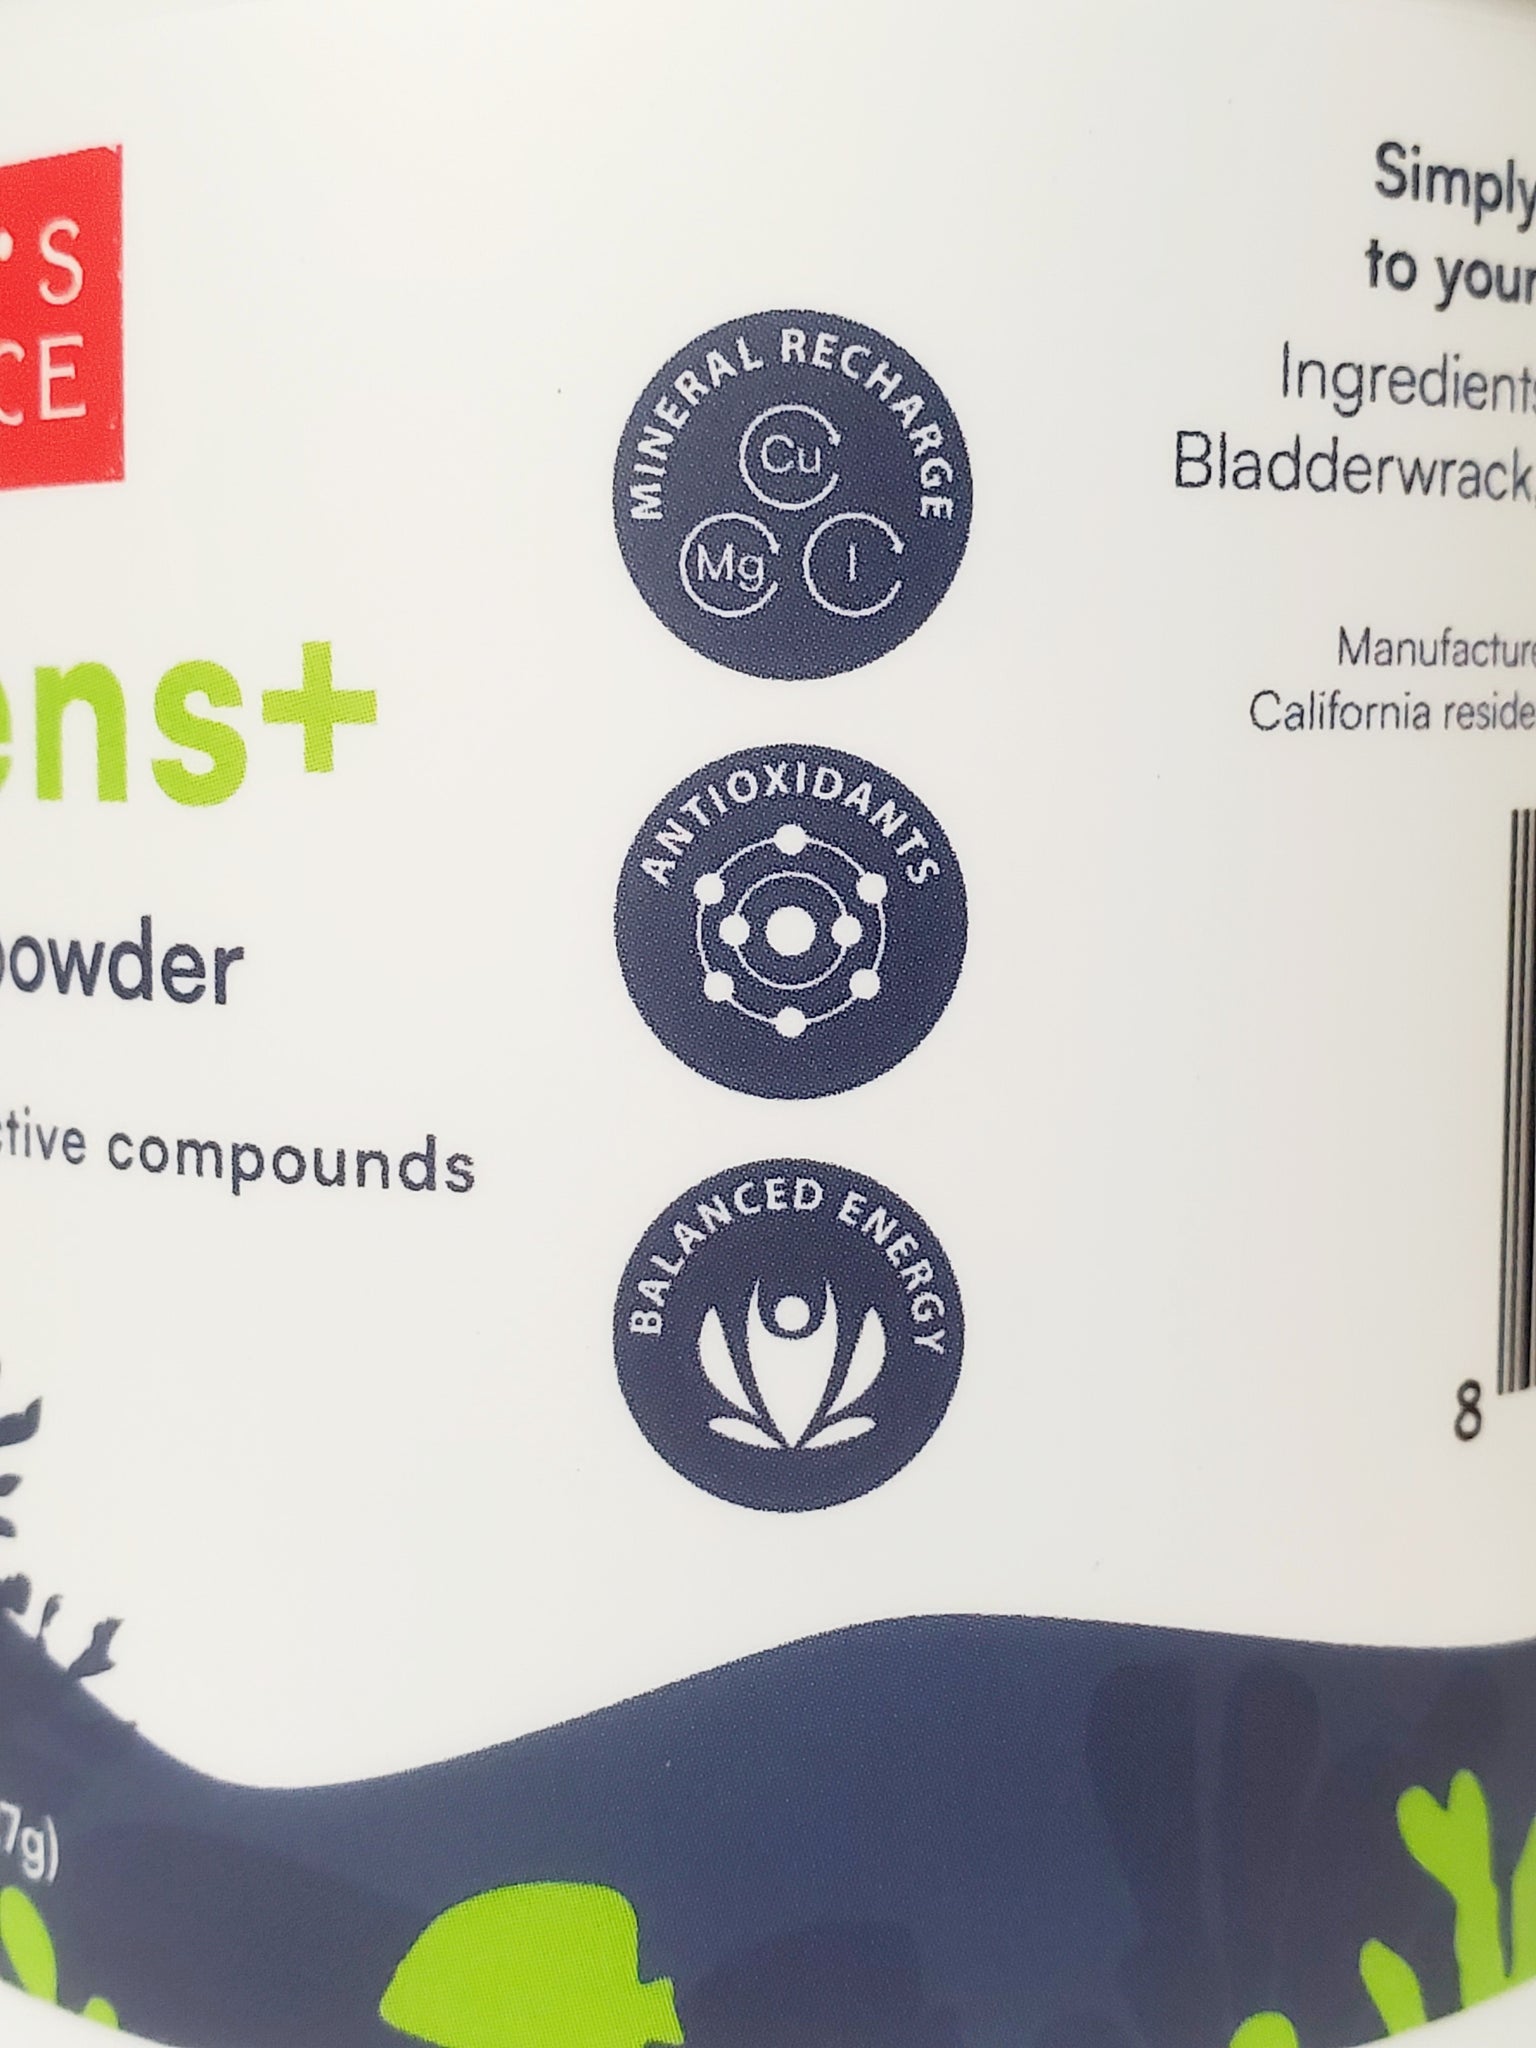 'S
CE
ens+
powder
ctive compounds
7g)
MINERAL RECHARGE
Cu
Mg I
ANTIOXIDANTS
BALANCED ENERGY
Simply
to your
Ingredients
Bladderwrack,
Manufacture
California reside
8